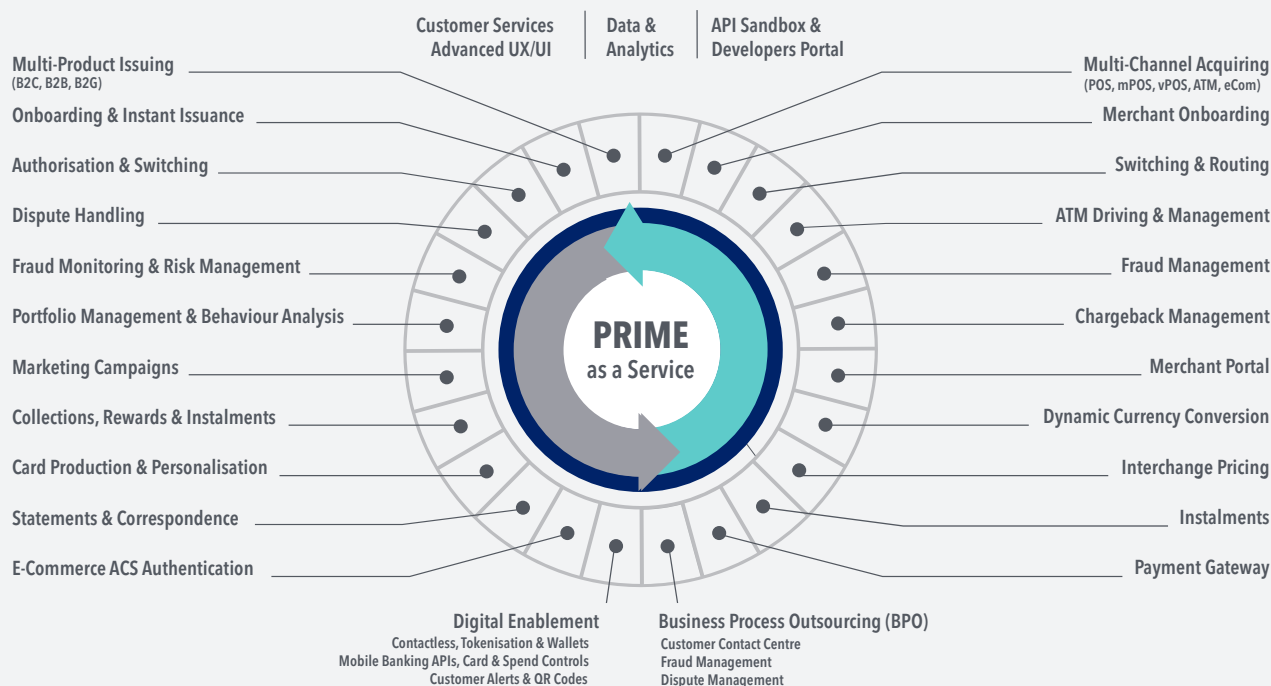 Customer Services
Advanced UX/UI
Data &
Analytics
API Sandbox &
Developers Portal
Multi-Product Issuing
(B2C, B2B, B2G)
Onboarding & Instant Issuance
Authorisation & Switching
Dispute Handling
Fraud Monitoring & Risk Management
Portfolio Management & Behaviour Analysis
Marketing Campaigns
Collections, Rewards & Instalments
Card Production & Personalisation
Statements & Correspondence
E-Commerce ACS Authentication
PRIME
as a Service
Multi-Channel Acquiring
(POS, mPOS, vPOS, ATM, eCom)
Merchant Onboarding
Switching & Routing
ATM Driving & Management
Fraud Management
Chargeback Management
Merchant Portal
Dynamic Currency Conversion
Interchange Pricing
Instalments
Payment Gateway
Digital Enablement
Contactless, Tokenisation & Wallets
Mobile Banking APIs, Card & Spend Controls
Customer Alerts & QR Codes
Business Process Outsourcing (BPO)
Customer Contact Centre
Fraud Management
Dispute Management